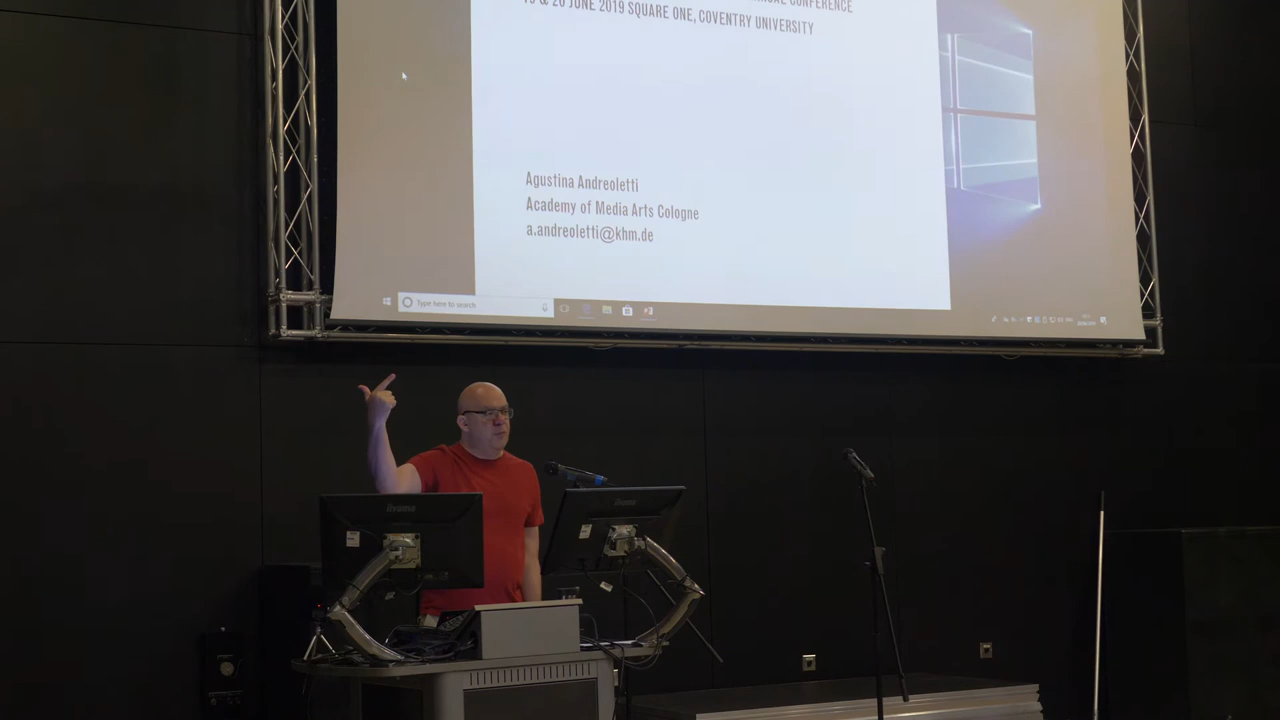 CONFERENCE
& 20 JUNE 2019 SQUARE ONE, COVENTRY UNIVERSITY
Agustina Andreoletti
Academy of Media Arts Cologne
a.andreoletti@khm.de
Type here to search
iiyama
iiyama